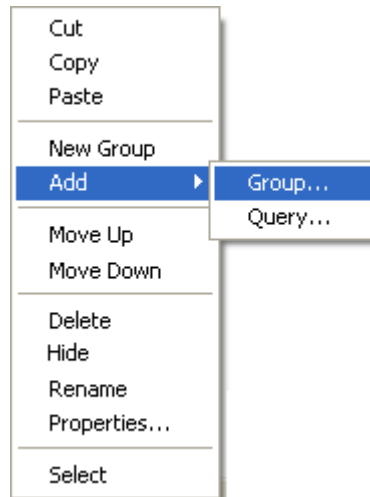 Cut
Copy
Paste
New Group
Add
Group...
Query...
Move Up
Move Down
Delete
Hide
Rename
Properties...
Select